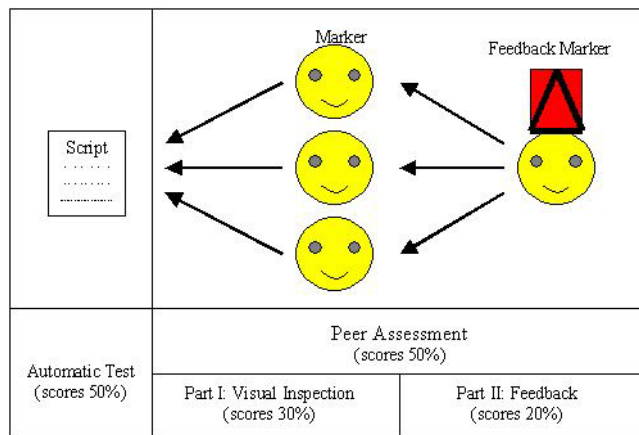 Marker
Feedback Marker
Script
Peer Assessment
(scores 50%)
Automatic Test
(scores 50%)
Part I: Visual Inspection
(scores 30%)
Part II: Feedback
(scores 20%)